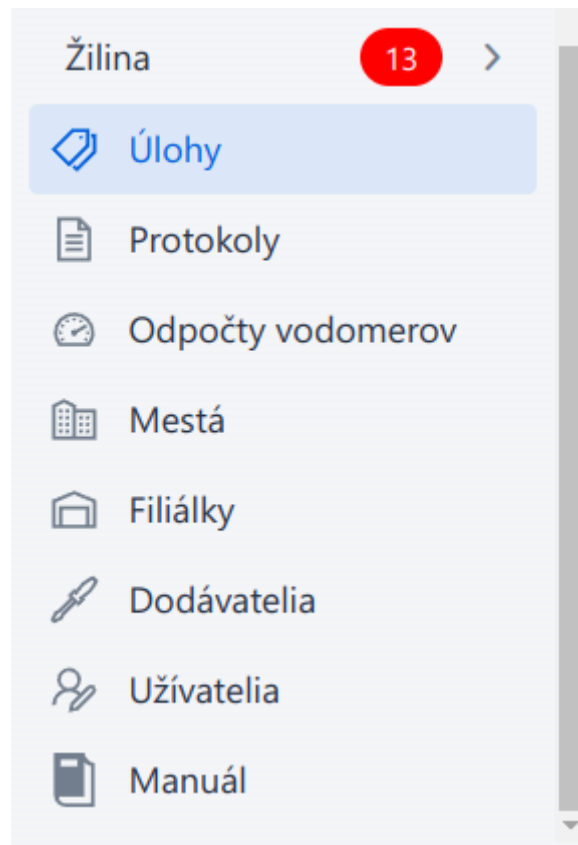 Žilina 13
Úlohy
Protokoly
Odpočty vodomerov
Mestá
Filiálky
Dodávatelia
Užívatelia
Manuál